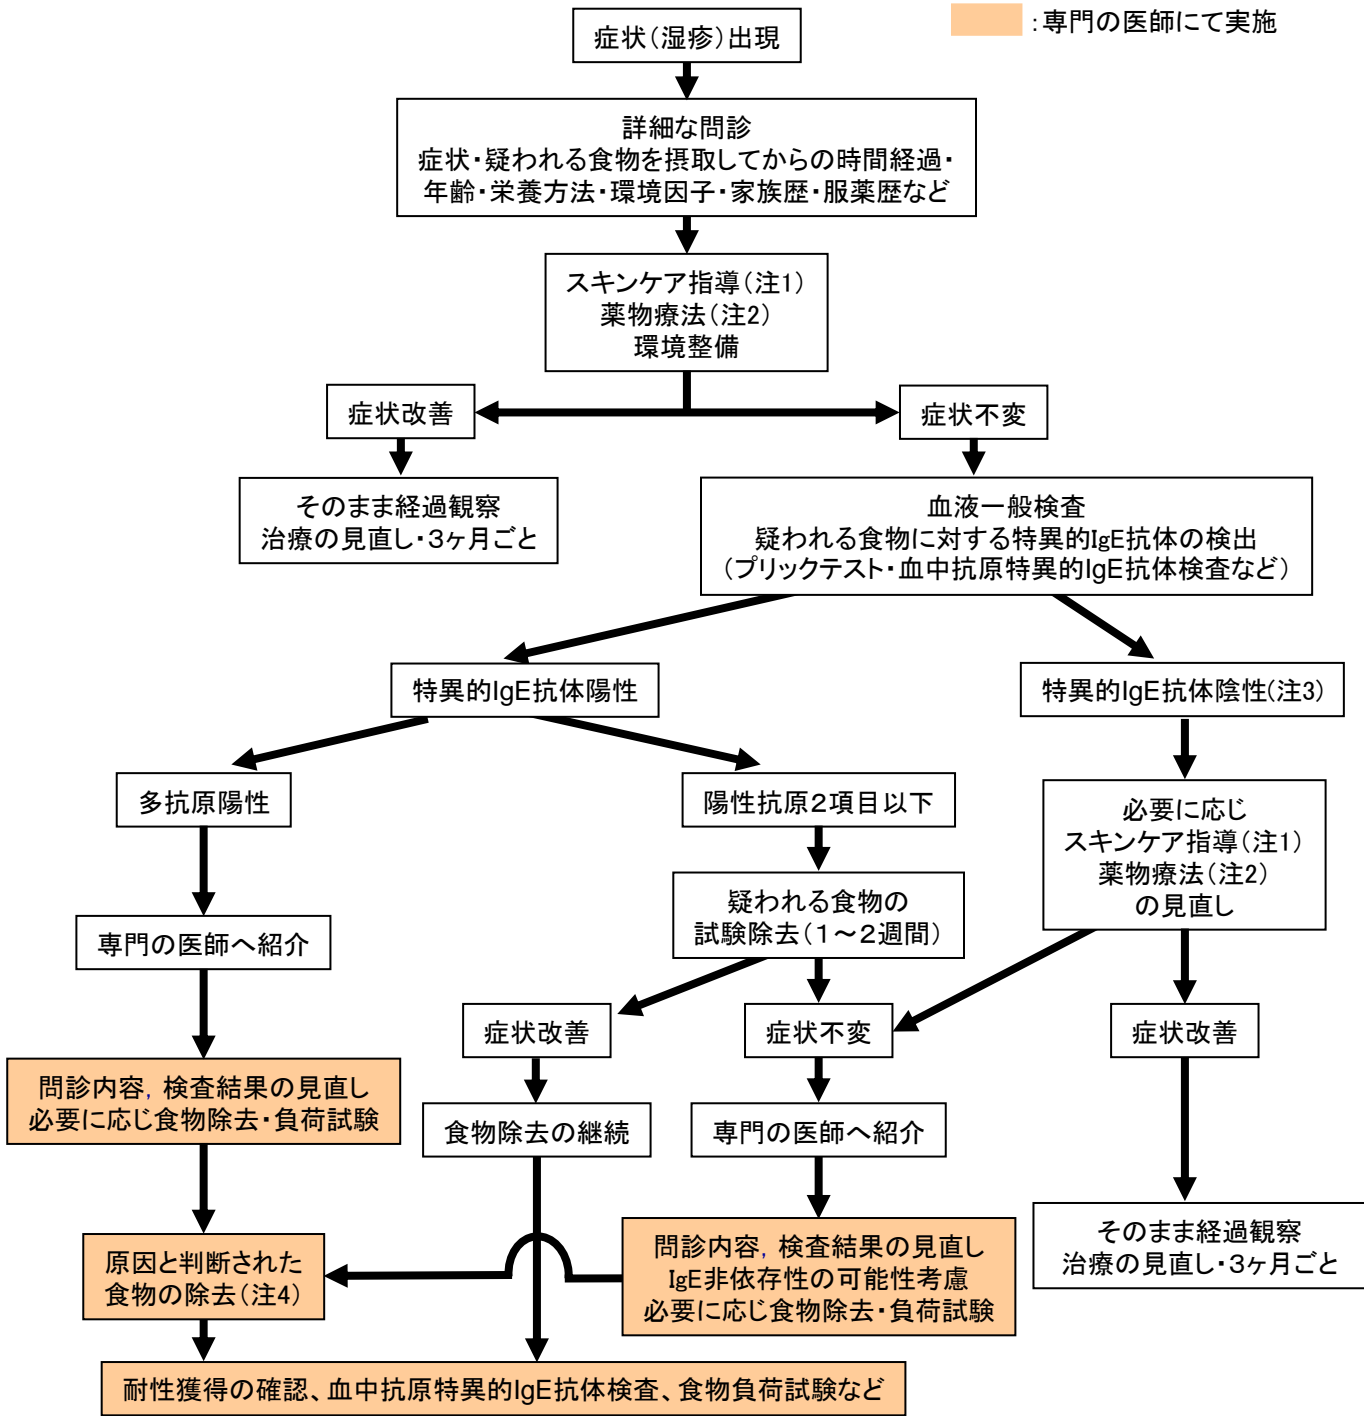 ：専門の医師にて実施
症状（湿疹）出現
詳細な問診
症状・疑われる食物を摂取してからの時間経過・
年齢・栄養方法・環境因子・家族歴・服薬歴など
スキンケア指導（注1）
薬物療法（注2）
環境整備
症状改善
症状不変
そのまま経過観察
治療の見直し・3ヶ月ごと
血液一般検査
疑われる食物に対する特異的IgE抗体の検出
（プリックテスト・血中抗原特異的IgE抗体検査など）
特異的IgE抗体陽性
特異的IgE抗体陰性(注3)
多抗原陽性
陽性抗原２項目以下
必要に応じ
スキンケア指導（注1）
薬物療法（注2）
の見直し
専門の医師へ紹介
疑われる食物の
試験除去（１～２週間）
症状改善
症状不変
症状改善
問診内容，検査結果の見直し
必要に応じ食物除去・負荷試験
食物除去の継続
専門の医師へ紹介
原因と判断された
食物の除去（注4）
問診内容，検査結果の見直し
IgE非依存性の可能性考慮
必要に応じ食物除去・負荷試験
そのまま経過観察
治療の見直し・3ヶ月ごと
耐性獲得の確認、血中抗原特異的IgE抗体検査、食物負荷試験など